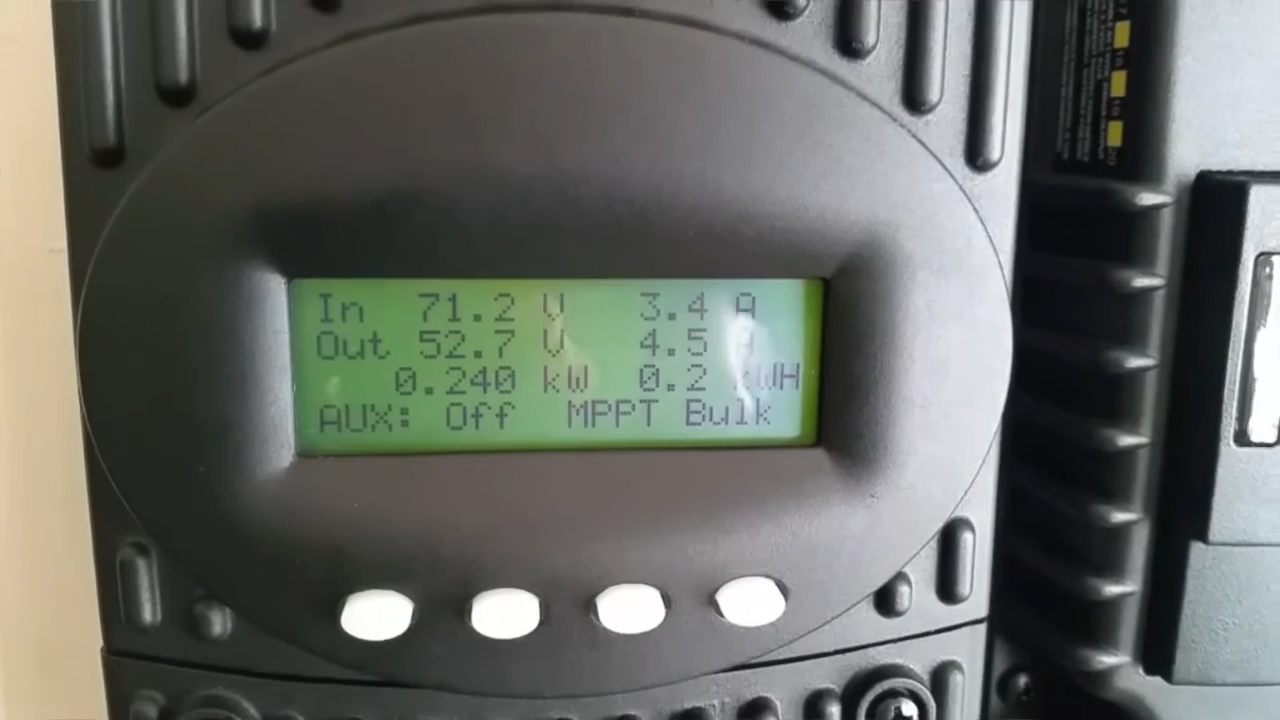 In 71.2 V 3.4 A
Out 52.7 V 4.5 A
0.240 kW 0.2 kWH
AUX: Off MPPT Bulk